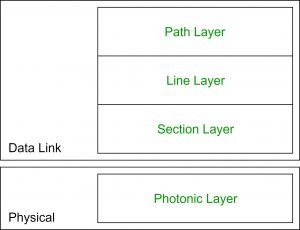 Path Layer
Line Layer
Section Layer
Data Link
Photonic Layer
Physical